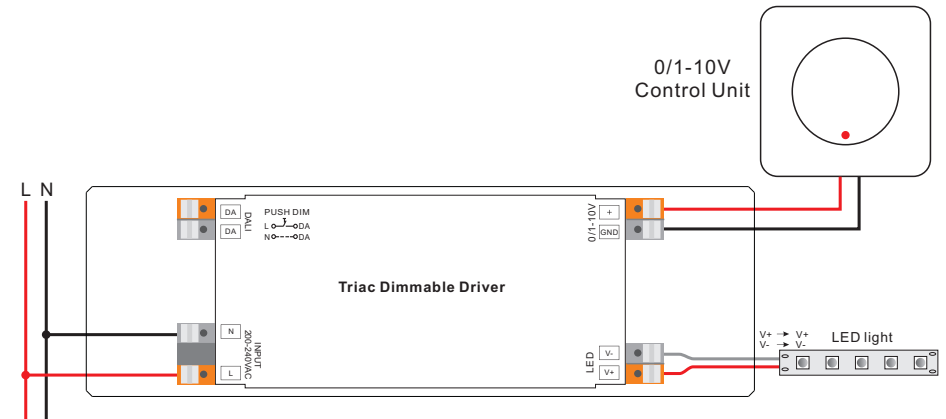 0/1-10V
Control Unit
L N
DA
DA
DALI
PUSH DIM
L DA
N DA
0/1-10V
+
GND
Triac Dimmable Driver
N
INPUT
200-240VAC
L
LED
V-
V+
V+ → V+
V- → V-
LED light